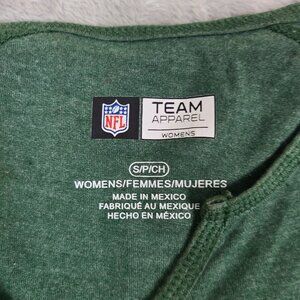 NFL
TEAM
APPAREL
WOMENS
S/P/CH
WOMENS/FEMMES/MUJERES
MADE IN MEXICO
FABRIQUÉ AU MEXIQUE
HECHO EN MÉXICO